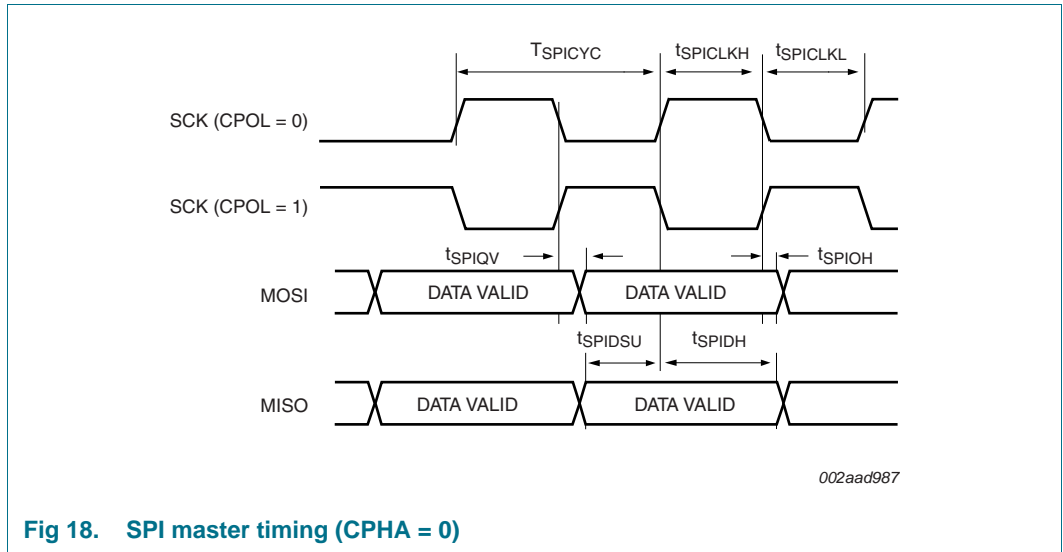 TSPICYC tSPICLKH tSPICLKL
SCK (CPOL = 0)
SCK (CPOL = 1)
tSPIQV tSPIOH
MOSI DATA VALID DATA VALID
tSPIDSU tSPIDH
MISO DATA VALID DATA VALID
002aad987
Fig 18. SPI master timing (CPHA = 0)